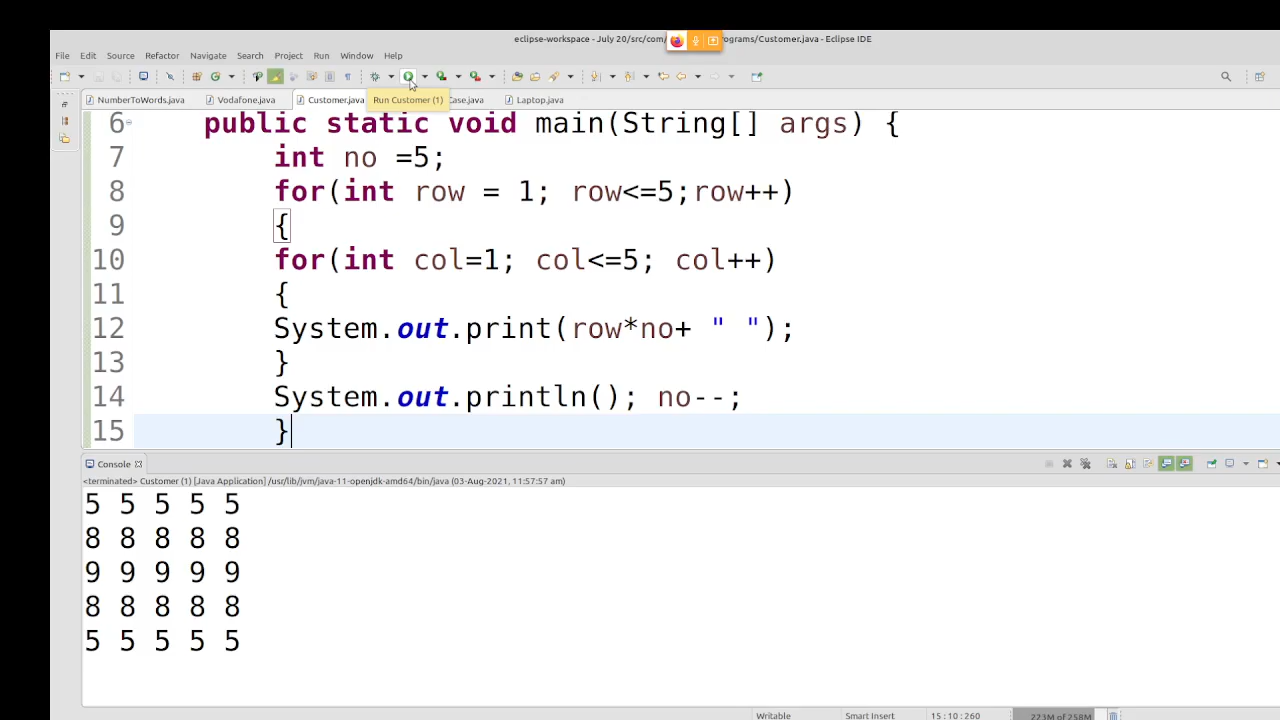 eclipse-workspace - July 20/src/com/ rograms/Customer.java - Eclipse IDE
File Edit Source Refactor Navigate Search Project Run Window Help
NumberToWords.java Vodafone.java Customer.java Case.java Laptop.java
Run Customer (1)
6 public static void main(String[] args) {
7 int no =5;
8 for(int row = 1; row<=5;row++)
9 {
10 for(int col=1; col<=5; col++)
11 {
12 System.out.print(row*no+ " ");
13 }
14 System.out.println(); no--;
15 }
Console
<terminated> Customer (1) [Java Application] /usr/lib/jvm/java-11-openjdk-amd64/bin/java (03-Aug-2021, 11:57:57 am)
5 5 5 5 5
8 8 8 8 8
9 9 9 9 9
8 8 8 8 8
5 5 5 5 5
Writable Smart Insert 15:10:260 223M of 258M